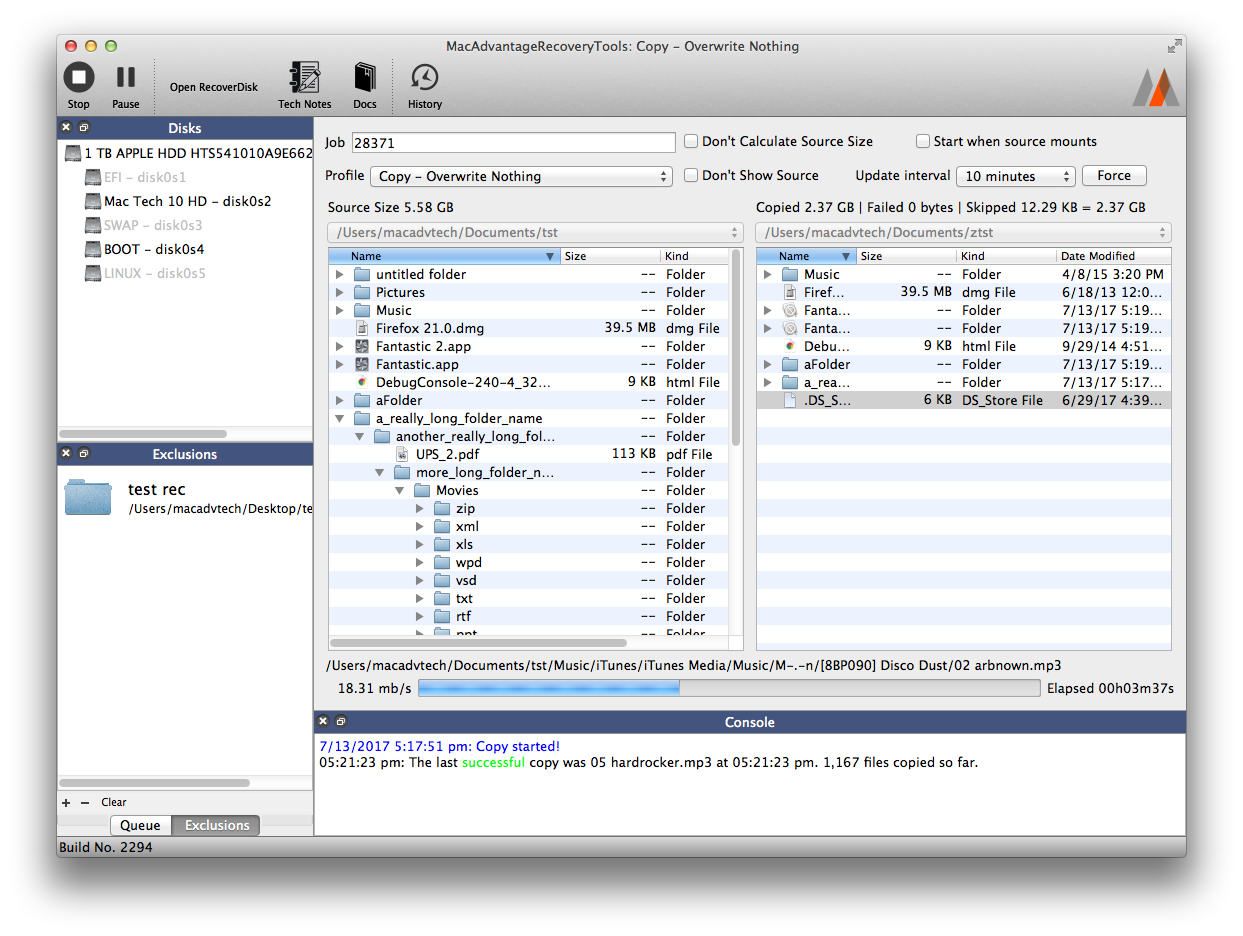 MacAdvantageRecoveryTools: Copy – Overwrite Nothing
Stop Pause Open RecoverDisk Tech Notes Docs History
Disks
1 TB APPLE HDD HTS541010A9E662
EFI – disk0s1
Mac Tech 10 HD – disk0s2
SWAP – disk0s3
BOOT – disk0s4
LINUX – disk0s5
Exclusions
test rec
/Users/macadvtech/Desktop/te
+ – Clear
Queue Exclusions
Job 28371 Don't Calculate Source Size Start when source mounts
Profile Copy – Overwrite Nothing Don't Show Source Update interval 10 minutes Force
Source Size 5.58 GB
/Users/macadvtech/Documents/tst
Name Size Kind
untitled folder -- Folder
Pictures -- Folder
Music -- Folder
Firefox 21.0.dmg 39.5 MB dmg File
Fantastic 2.app -- Folder
Fantastic.app -- Folder
DebugConsole-240-4_32... 9 KB html File
aFolder -- Folder
a_really_long_folder_name -- Folder
another_really_long_fol... -- Folder
UPS_2.pdf 113 KB pdf File
more_long_folder_n... -- Folder
Movies -- Folder
zip -- Folder
xml -- Folder
xls -- Folder
wpd -- Folder
vsd -- Folder
txt -- Folder
rtf -- Folder
ppt -- Folder
Copied 2.37 GB | Failed 0 bytes | Skipped 12.29 KB = 2.37 GB
/Users/macadvtech/Documents/ztst
Name Size Kind Date Modified
Music -- Folder 4/8/15 3:20 PM
Firef... 39.5 MB dmg File 6/18/13 12:0...
Fanta... -- Folder 7/13/17 5:19...
Fanta... -- Folder 7/13/17 5:19...
Debu... 9 KB html File 9/29/14 4:51...
aFolder -- Folder 7/13/17 5:19...
a_rea... -- Folder 7/13/17 5:17...
.DS_S... 6 KB DS_Store File 6/29/17 4:39...
/Users/macadvtech/Documents/tst/Music/iTunes/iTunes Media/Music/M-.-n/[8BP090] Disco Dust/02 arbnown.mp3
18.31 mb/s Elapsed 00h03m37s
Console
7/13/2017 5:17:51 pm: Copy started!
05:21:23 pm: The last successful copy was 05 hardrocker.mp3 at 05:21:23 pm. 1,167 files copied so far.
Build No. 2294